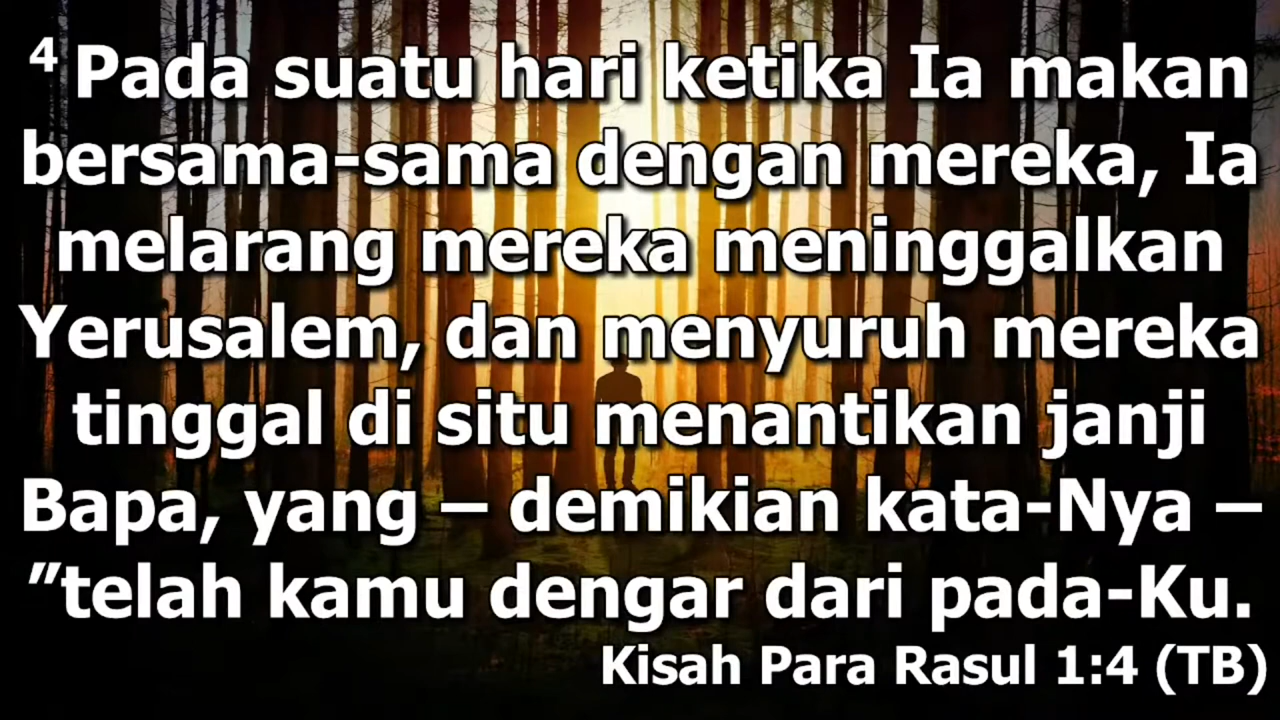 4 Pada suatu hari ketika Ia makan
bersama-sama dengan mereka, Ia
melarang mereka meninggalkan
Yerusalem, dan menyuruh mereka
tinggal di situ menantikan janji
Bapa, yang – demikian kata-Nya –
”telah kamu dengar dari pada-Ku.
Kisah Para Rasul 1:4 (TB)